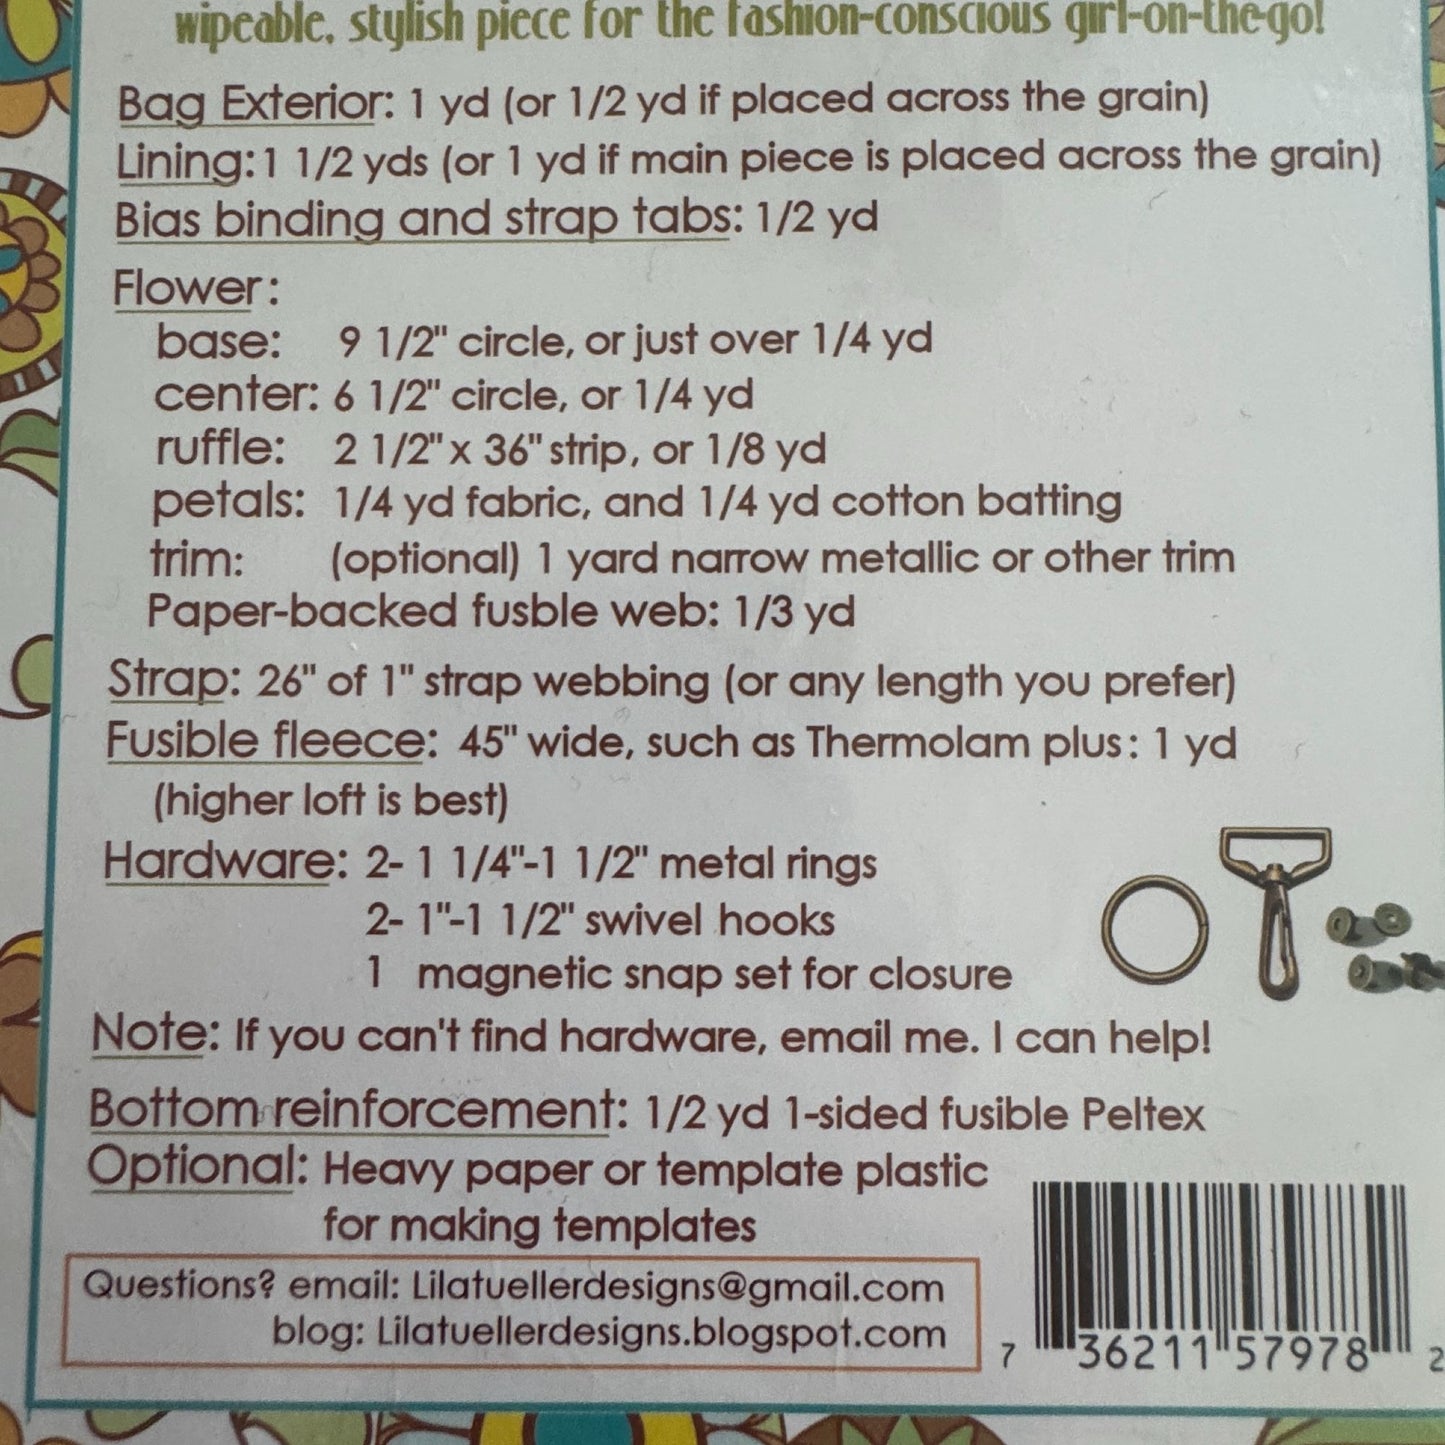 wipeable, stylish piece for the fashion-conscious girl-on-the-go!
Bag Exterior: 1 yd (or 1/2 yd if placed across the grain)
Lining: 1 1/2 yds (or 1 yd if main piece is placed across the grain)
Bias binding and strap tabs: 1/2 yd
Flower:
base: 9 1/2" circle, or just over 1/4 yd
center: 6 1/2" circle, or 1/4 yd
ruffle: 2 1/2" x 36" strip, or 1/8 yd
petals: 1/4 yd fabric, and 1/4 yd cotton batting
trim: (optional) 1 yard narrow metallic or other trim
Paper-backed fusble web: 1/3 yd
Strap: 26" of 1" strap webbing (or any length you prefer)
Fusible fleece: 45" wide, such as Thermolam plus: 1 yd
(higher loft is best)
Hardware: 2- 1 1/4"-1 1/2" metal rings
2- 1"-1 1/2" swivel hooks
1 magnetic snap set for closure
Note: If you can't find hardware, email me. I can help!
Bottom reinforcement: 1/2 yd 1-sided fusible Peltex
Optional: Heavy paper or template plastic
for making templates
Questions? email: Lilatuellerdesigns@gmail.com
blog: Lilatuellerdesigns.blogspot.com
7 36211 57978 2